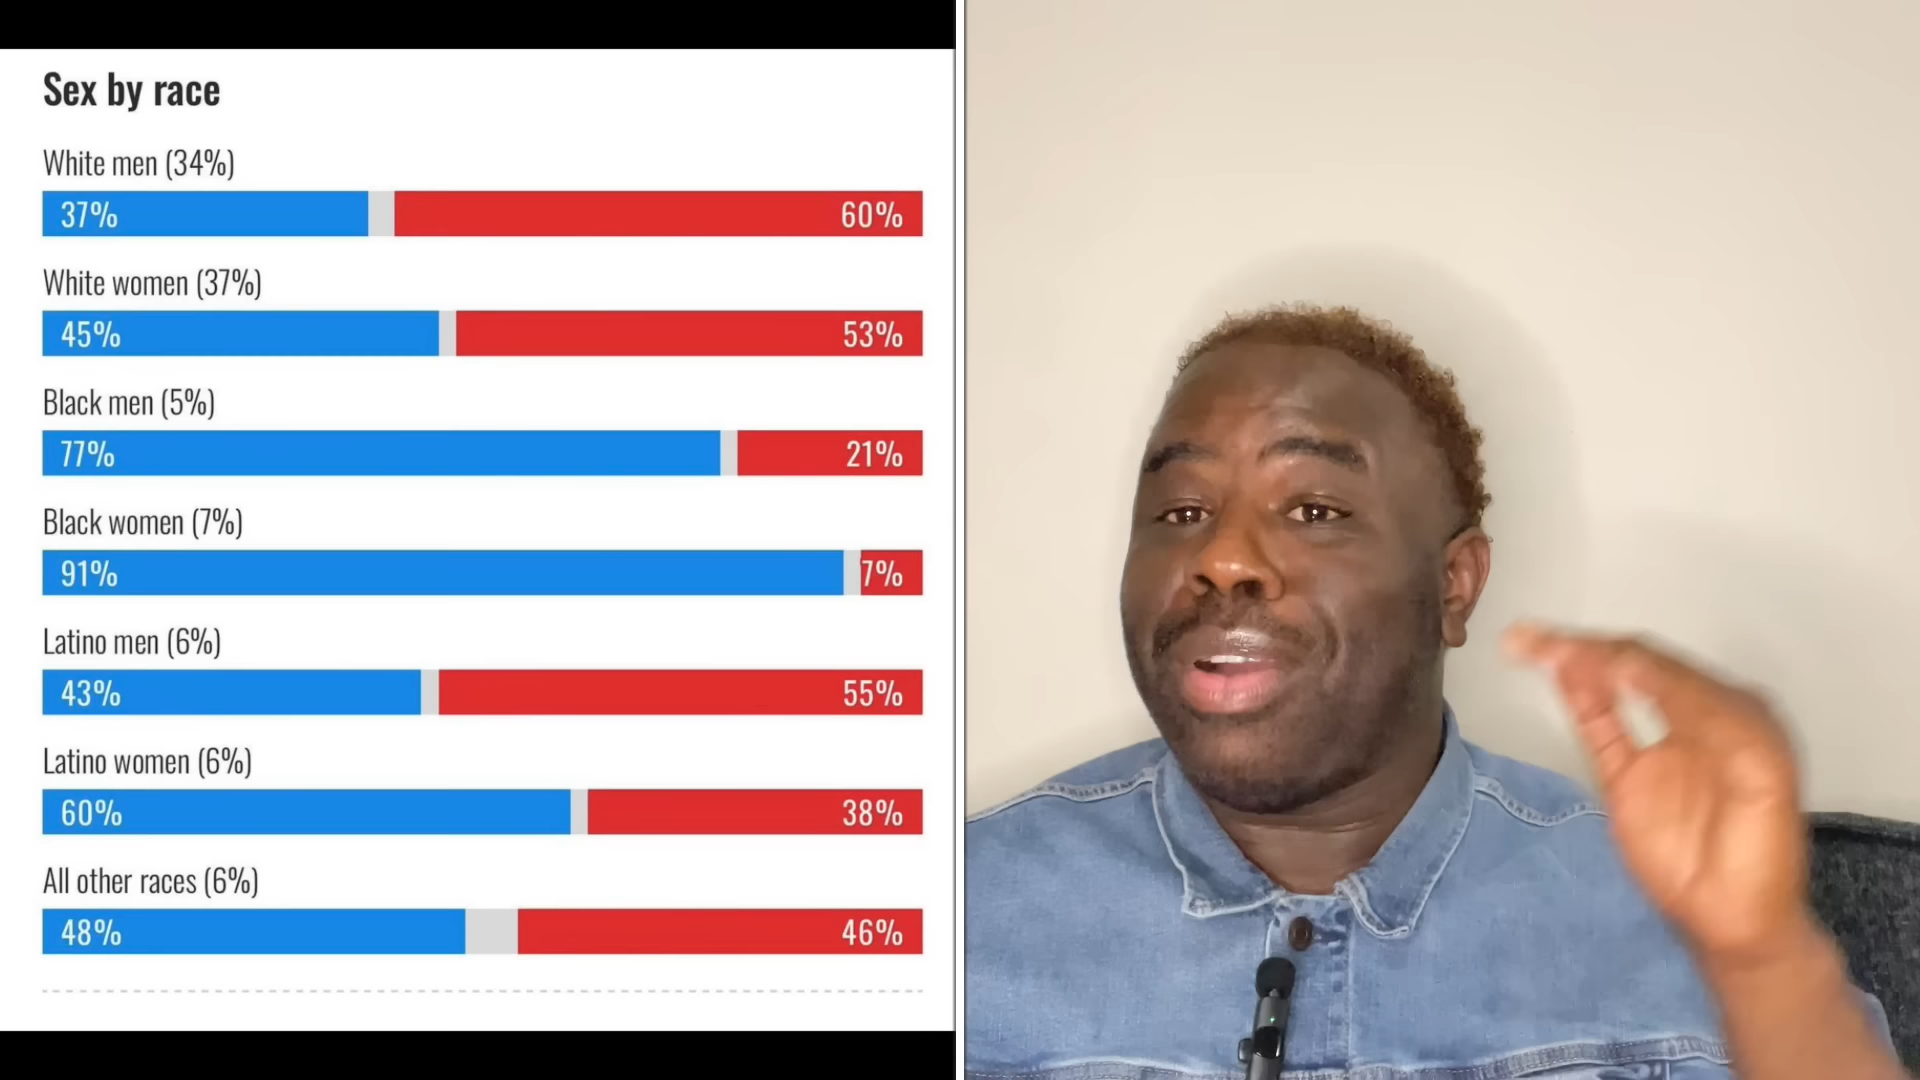 Sex by race
White men (34%)
37% 60%
White women (37%)
45% 53%
Black men (5%)
77% 21%
Black women (7%)
91% 7%
Latino men (6%)
43% 55%
Latino women (6%)
60% 38%
All other races (6%)
48% 46%